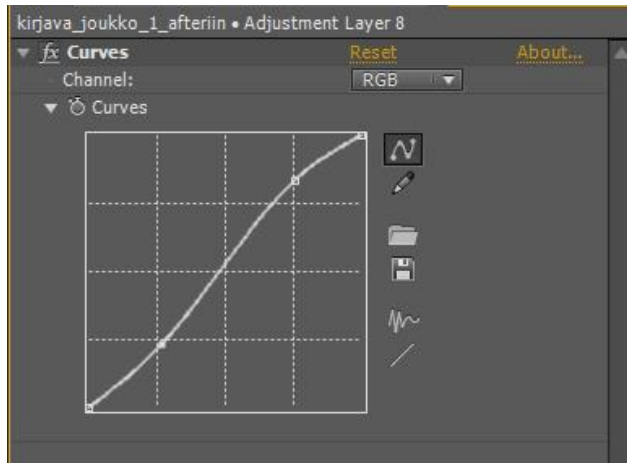 kirjava_joukko_1_afteriin • Adjustment Layer 8
fx Curves Reset About...
Channel: RGB
Curves